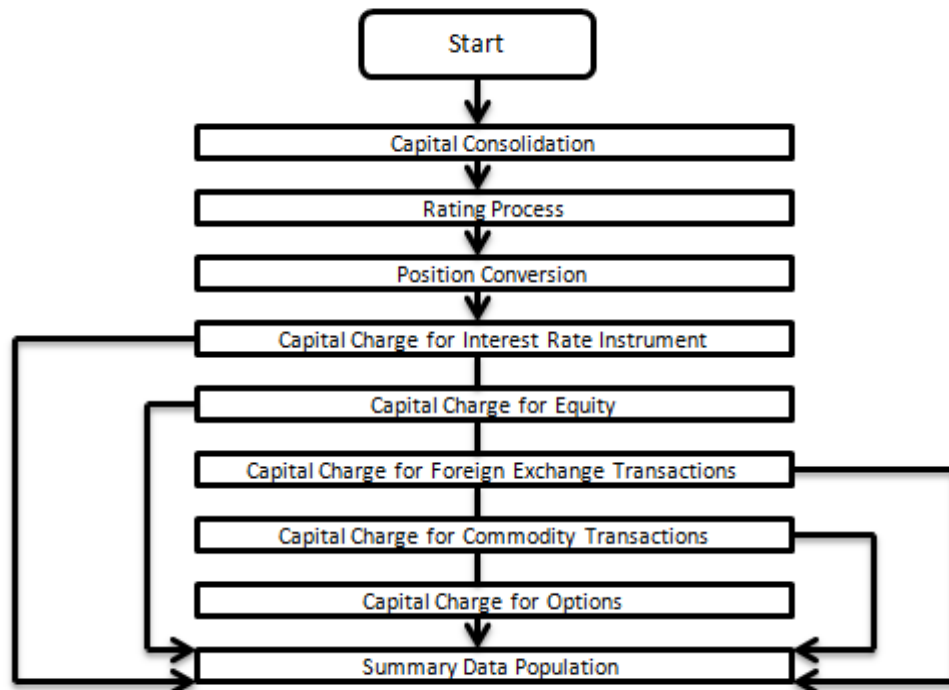 Start
Capital Consolidation
Rating Process
Position Conversion
Capital Charge for Interest Rate Instrument
Capital Charge for Equity
Capital Charge for Foreign Exchange Transactions
Capital Charge for Commodity Transactions
Capital Charge for Options
Summary Data Population